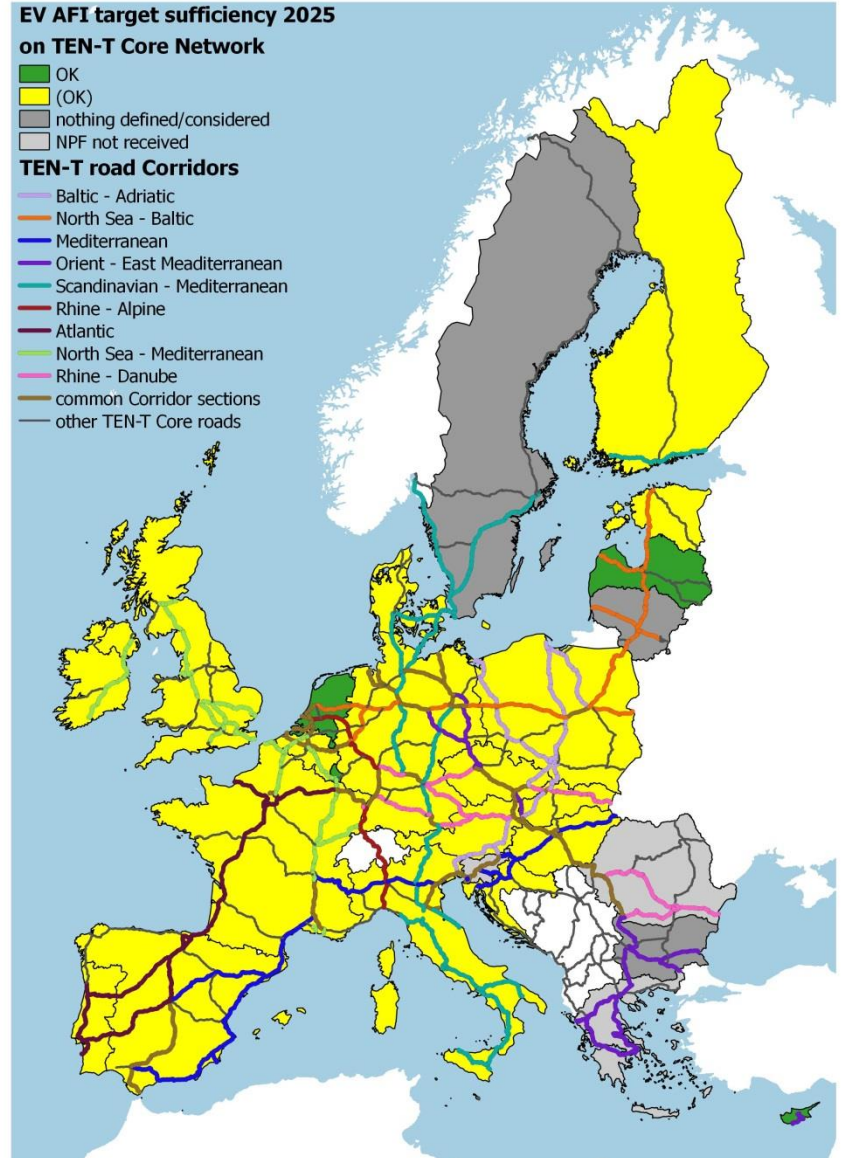 EV AFI target sufficiency 2025
on TEN-T Core Network
OK
(OK)
nothing defined/considered
NPF not received
TEN-T road Corridors
Baltic - Adriatic
North Sea - Baltic
Mediterranean
Orient - East Meaditerranean
Scandinavian - Mediterranean
Rhine - Alpine
Atlantic
North Sea - Mediterranean
Rhine - Danube
common Corridor sections
other TEN-T Core roads